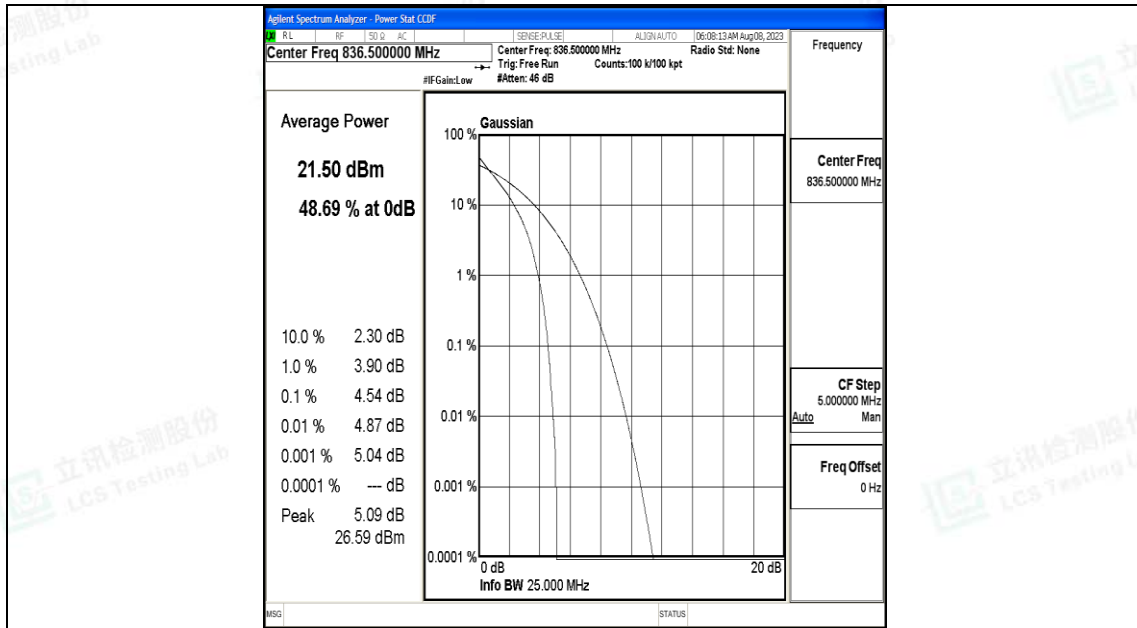 Agilent Spectrum Analyzer - Power Stat CCDF
RL RF 50 Ω AC SENSE:PULSE ALIGN AUTO 06:08:13 AM Aug 08, 2023
Center Freq 836.500000 MHz
Center Freq: 836.500000 MHz Radio Std: None
Trig: Free Run Counts:100 k/100 kpt
#IFGain:Low #Atten: 46 dB
Frequency
Average Power
21.50 dBm
48.69 % at 0dB
10.0 % 2.30 dB
1.0 % 3.90 dB
0.1 % 4.54 dB
0.01 % 4.87 dB
0.001 % 5.04 dB
0.0001 % --- dB
Peak 5.09 dB
26.59 dBm
Gaussian
100 %
10 %
1 %
0.1 %
0.01 %
0.001 %
0.0001 %
0 dB 20 dB
Info BW 25.000 MHz
Center Freq
836.500000 MHz
CF Step
5.000000 MHz
Auto Man
Freq Offset
0 Hz
MSG STATUS
立讯检测股份
LCS Testing Lab